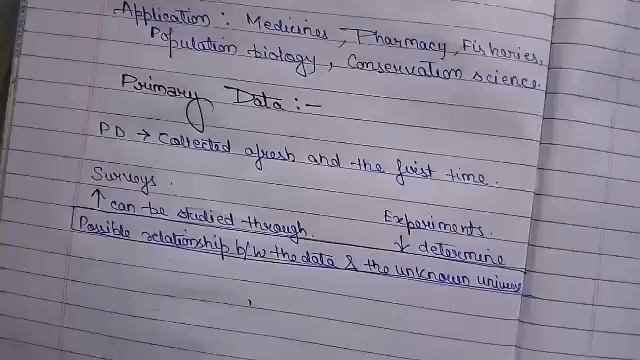 Application : Medicines, Pharmacy, Fisheries,
Population biology, Conservation science.
Primary Data :-
PD → Collected afresh and the first time.
Surveys.
↑ can be studied through.
Experiments.
↓ determine
Possible relationship b/w the data & the unknown universe